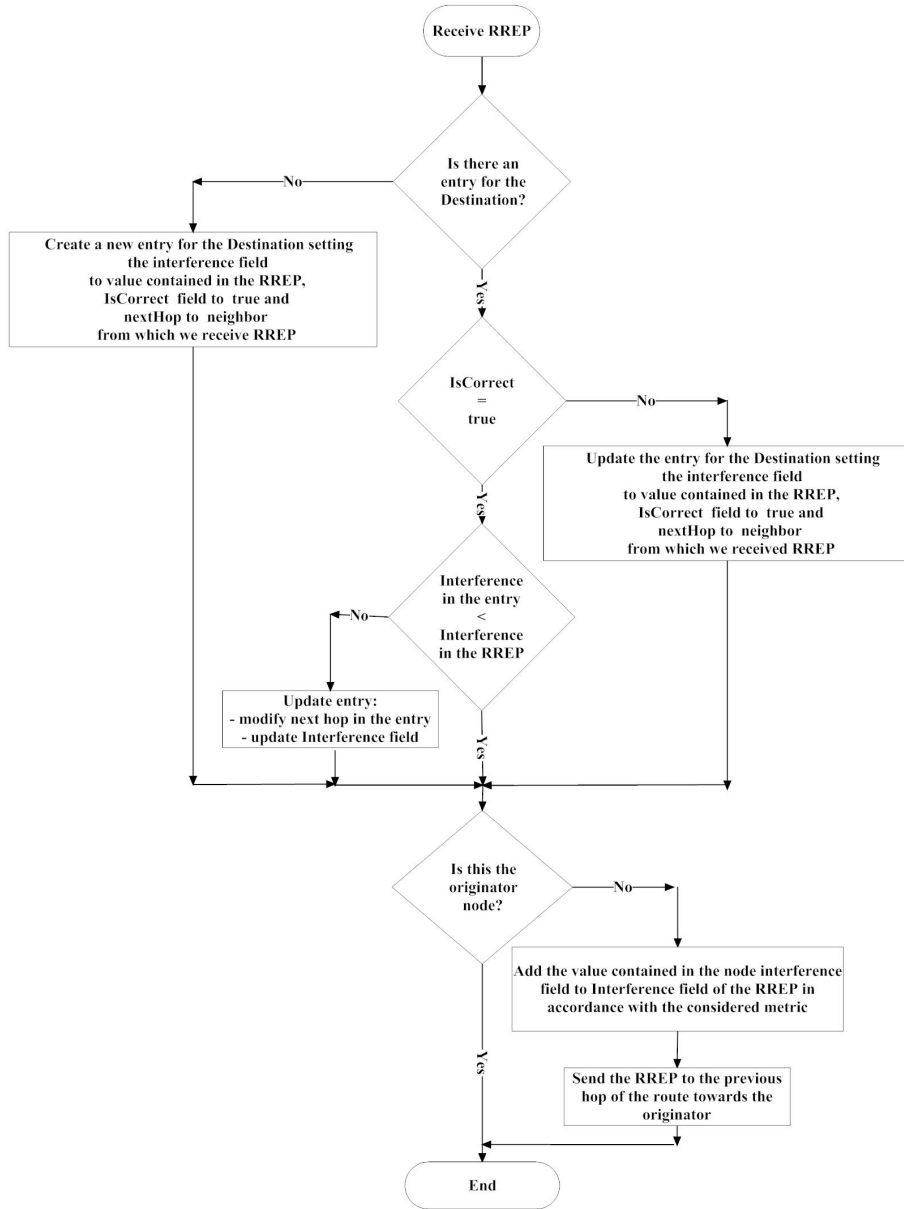 Receive RREP
Is there an
entry for the
Destination?
No
Create a new entry for the Destination setting
the interference field
to value contained in the RREP,
IsCorrect field to true and
nextHop to neighbor
from which we receive RREP
Yes
IsCorrect
=
true
No
Update the entry for the Destination setting
the interference field
to value contained in the RREP,
IsCorrect field to true and
nextHop to neighbor
from which we received RREP
Yes
Interference
in the entry
<
Interference
in the RREP
No
Update entry:
- modify next hop in the entry
- update Interference field
Yes
Is this the
originator
node?
No
Add the value contained in the node interference
field to Interference field of the RREP in
accordance with the considered metric
Yes
Send the RREP to the previous
hop of the route towards the
originator
End